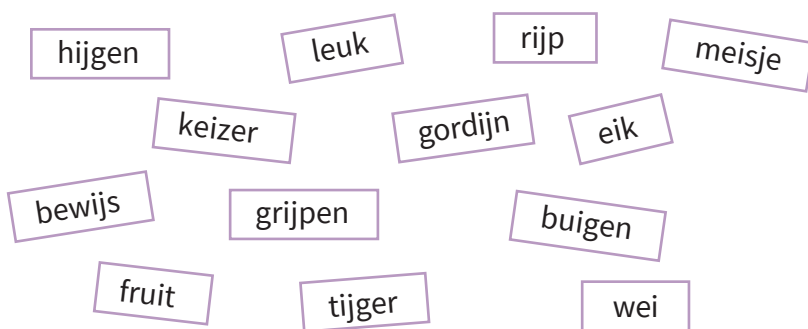 hijgen
leuk
rijp
meisje
keizer
gordijn
eik
bewijs
grijpen
buigen
fruit
tijger
wei